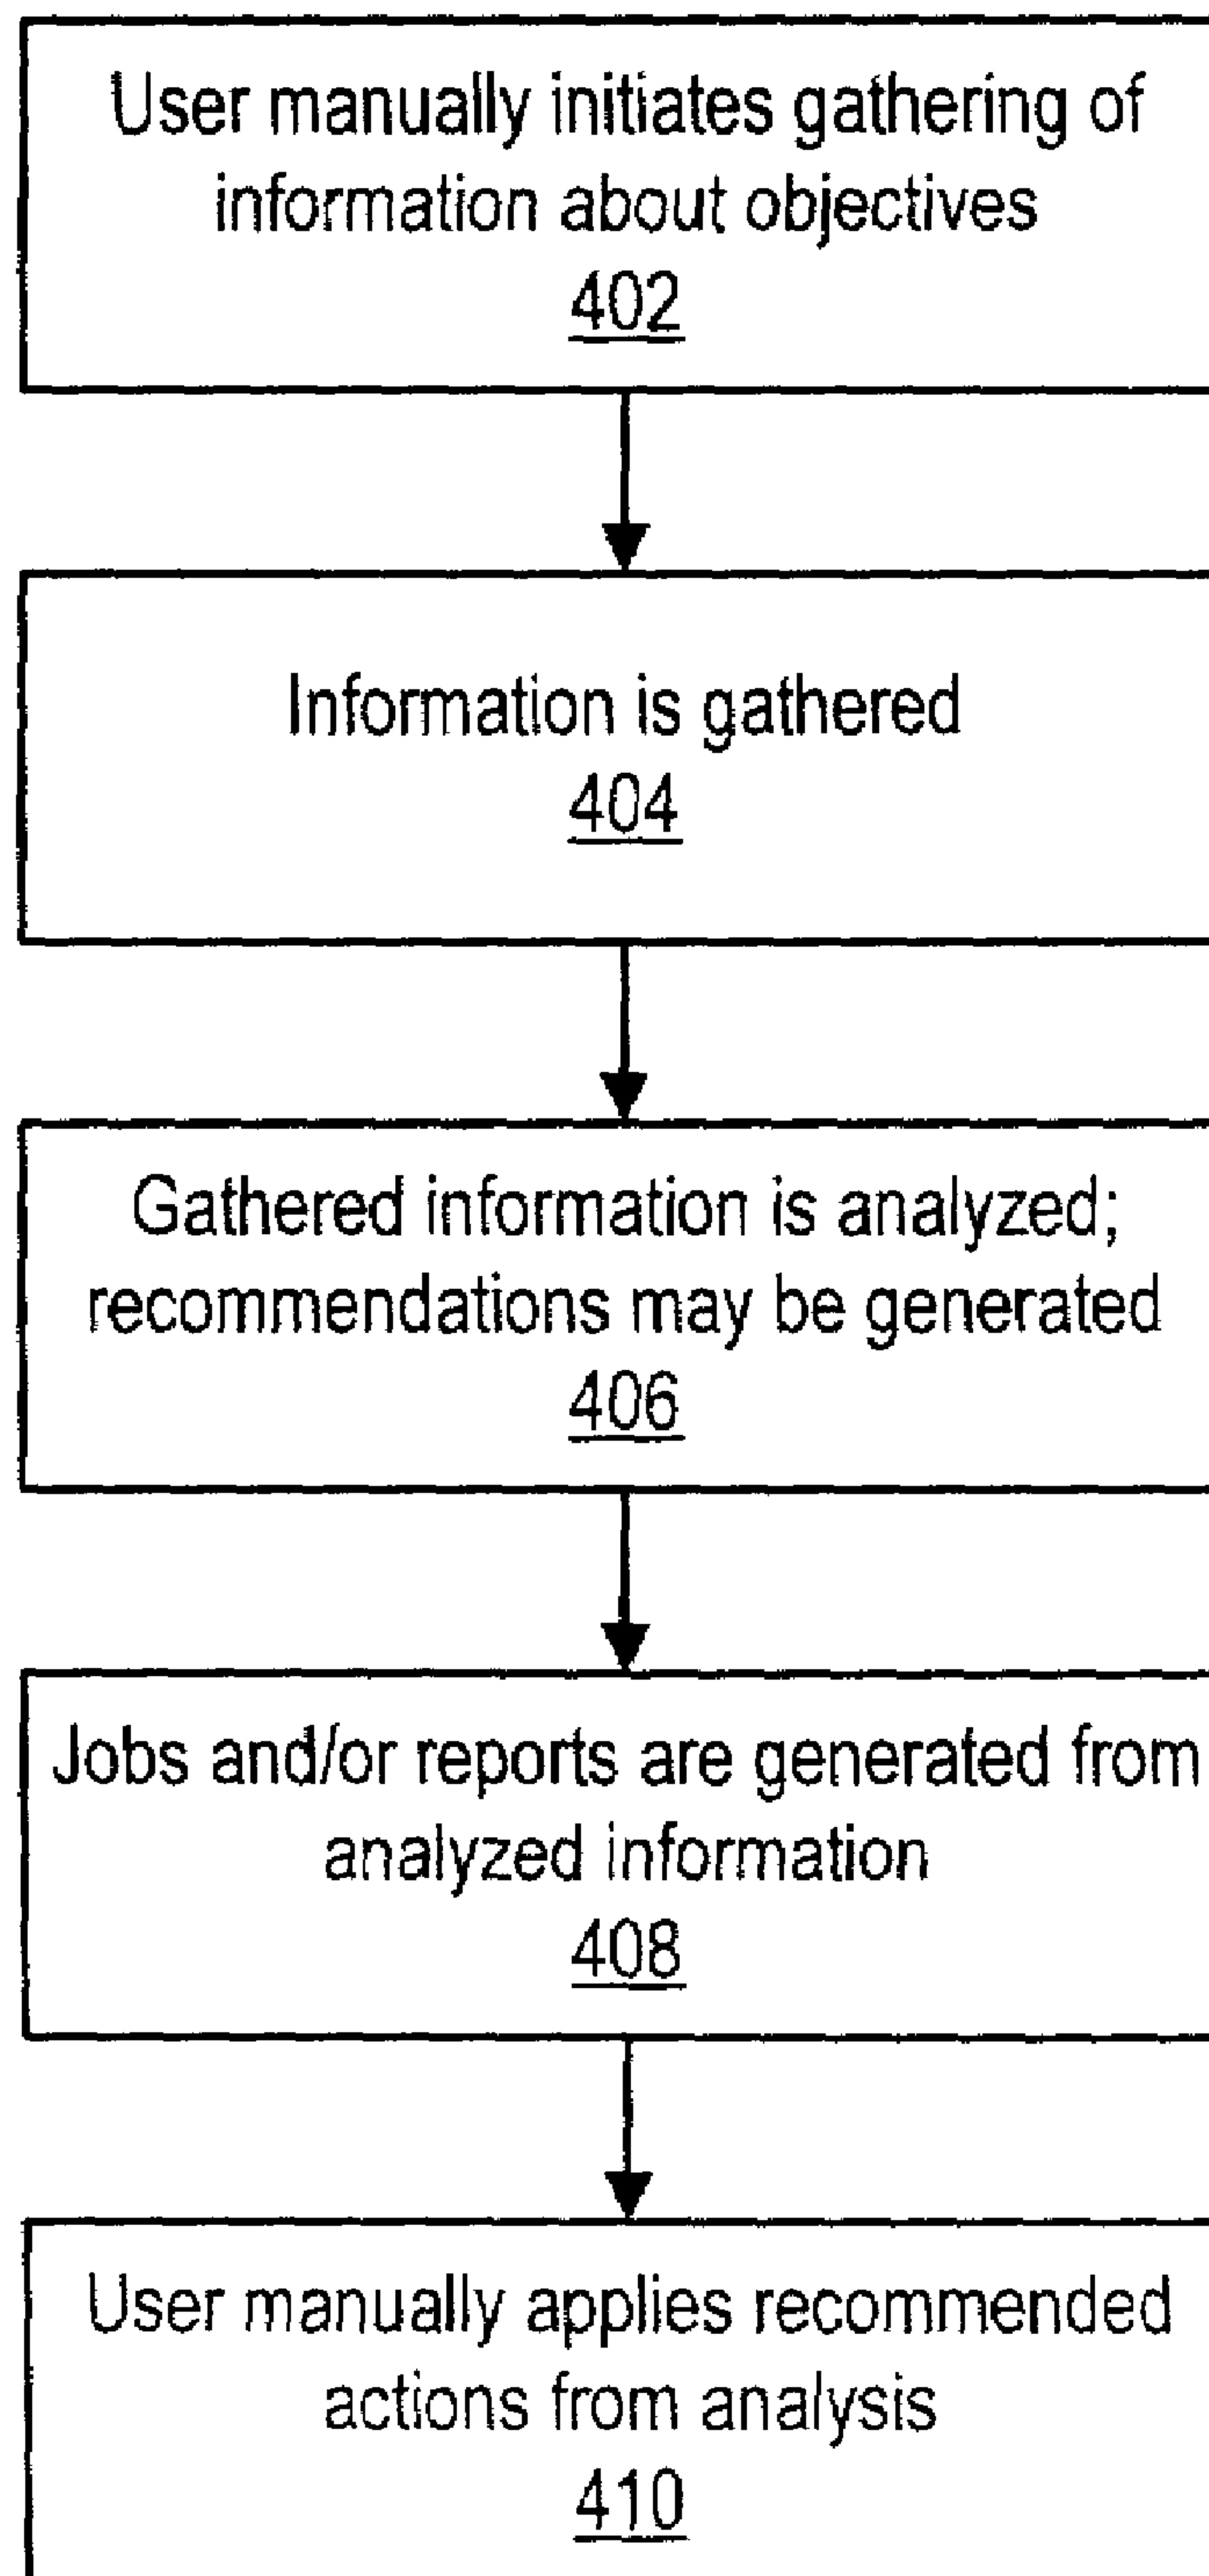 User manually initiates gathering of
information about objectives
402
Information is gathered
404
Gathered information is analyzed;
recommendations may be generated
406
Jobs and/or reports are generated from
analyzed information
408
User manually applies recommended
actions from analysis
410